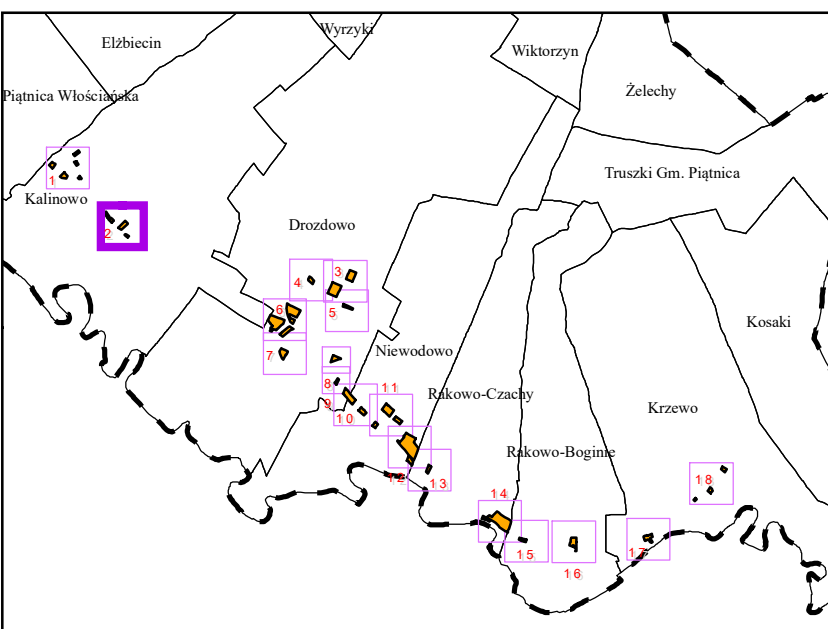 Wyrzyki
Elżbiecin
Wiktorzyn
Żelechy
Piątnica Włościańska
Truszki Gm. Piątnica
1
Kalinowo
2
Drozdowo
3
4
5
6
Kosaki
7
Niewodowo
8
11
Rakowo-Czachy
9
10
Krzewo
Rakowo-Boginie
12
13
18
14
15
17
16